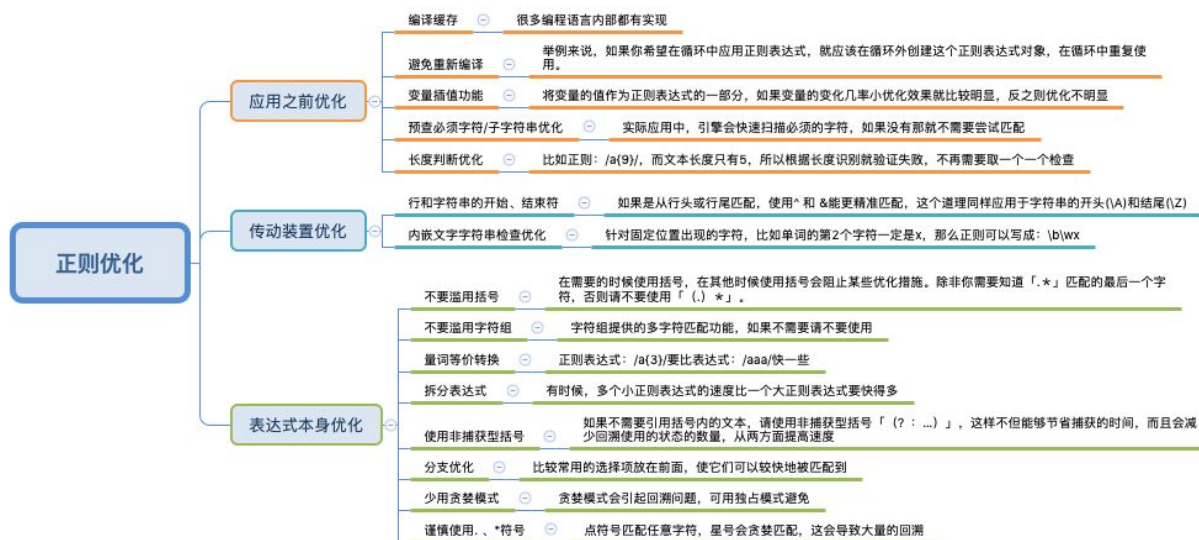 正则优化
应用之前优化
编译缓存
很多编程语言内部都有实现
避免重新编译
举例来说，如果你希望在循环中应用正则表达式，就应该在循环外创建这个正则表达式对象，在循环中重复使
用。
变量插值功能
将变量的值作为正则表达式的一部分，如果变量的变化几率小优化效果就比较明显，反之则优化不明显
预查必须字符/子字符串优化
实际应用中，引擎会快速扫描必须的字符，如果没有那就不需要尝试匹配
长度判断优化
比如正则：/a{9}/，而文本长度只有5，所以根据长度识别就验证失败，不再需要取一个一个检查
传动装置优化
行和字符串的开始、结束符
如果是从行头或行尾匹配，使用^ 和 &能更精准匹配，这个道理同样应用于字符串的开头(\A)和结尾(\Z)
内嵌文字字符串检查优化
针对固定位置出现的字符，比如单词的第2个字符一定是x，那么正则可以写成：\b\wx
表达式本身优化
不要滥用括号
在需要的时候使用括号，在其他时候使用括号会阻止某些优化措施。除非你需要知道「.＊」匹配的最后一个字
符，否则请不要使用「（.）＊」。
不要滥用字符组
字符组提供的多字符匹配功能，如果不需要请不要使用
量词等价转换
正则表达式：/a{3}/要比表达式：/aaa/快一些
拆分表达式
有时候，多个小正则表达式的速度比一个大正则表达式要快得多
使用非捕获型括号
如果不需要引用括号内的文本，请使用非捕获型括号「（? ：...）」，这样不但能够节省捕获的时间，而且会减
少回溯使用的状态的数量，从两方面提高速度
分支优化
比较常用的选择项放在前面，使它们可以较快地被匹配到
少用贪婪模式
贪婪模式会引起回溯问题，可用独占模式避免
谨慎使用. 、*符号
点符号匹配任意字符，星号会贪婪匹配，这会导致大量的回溯